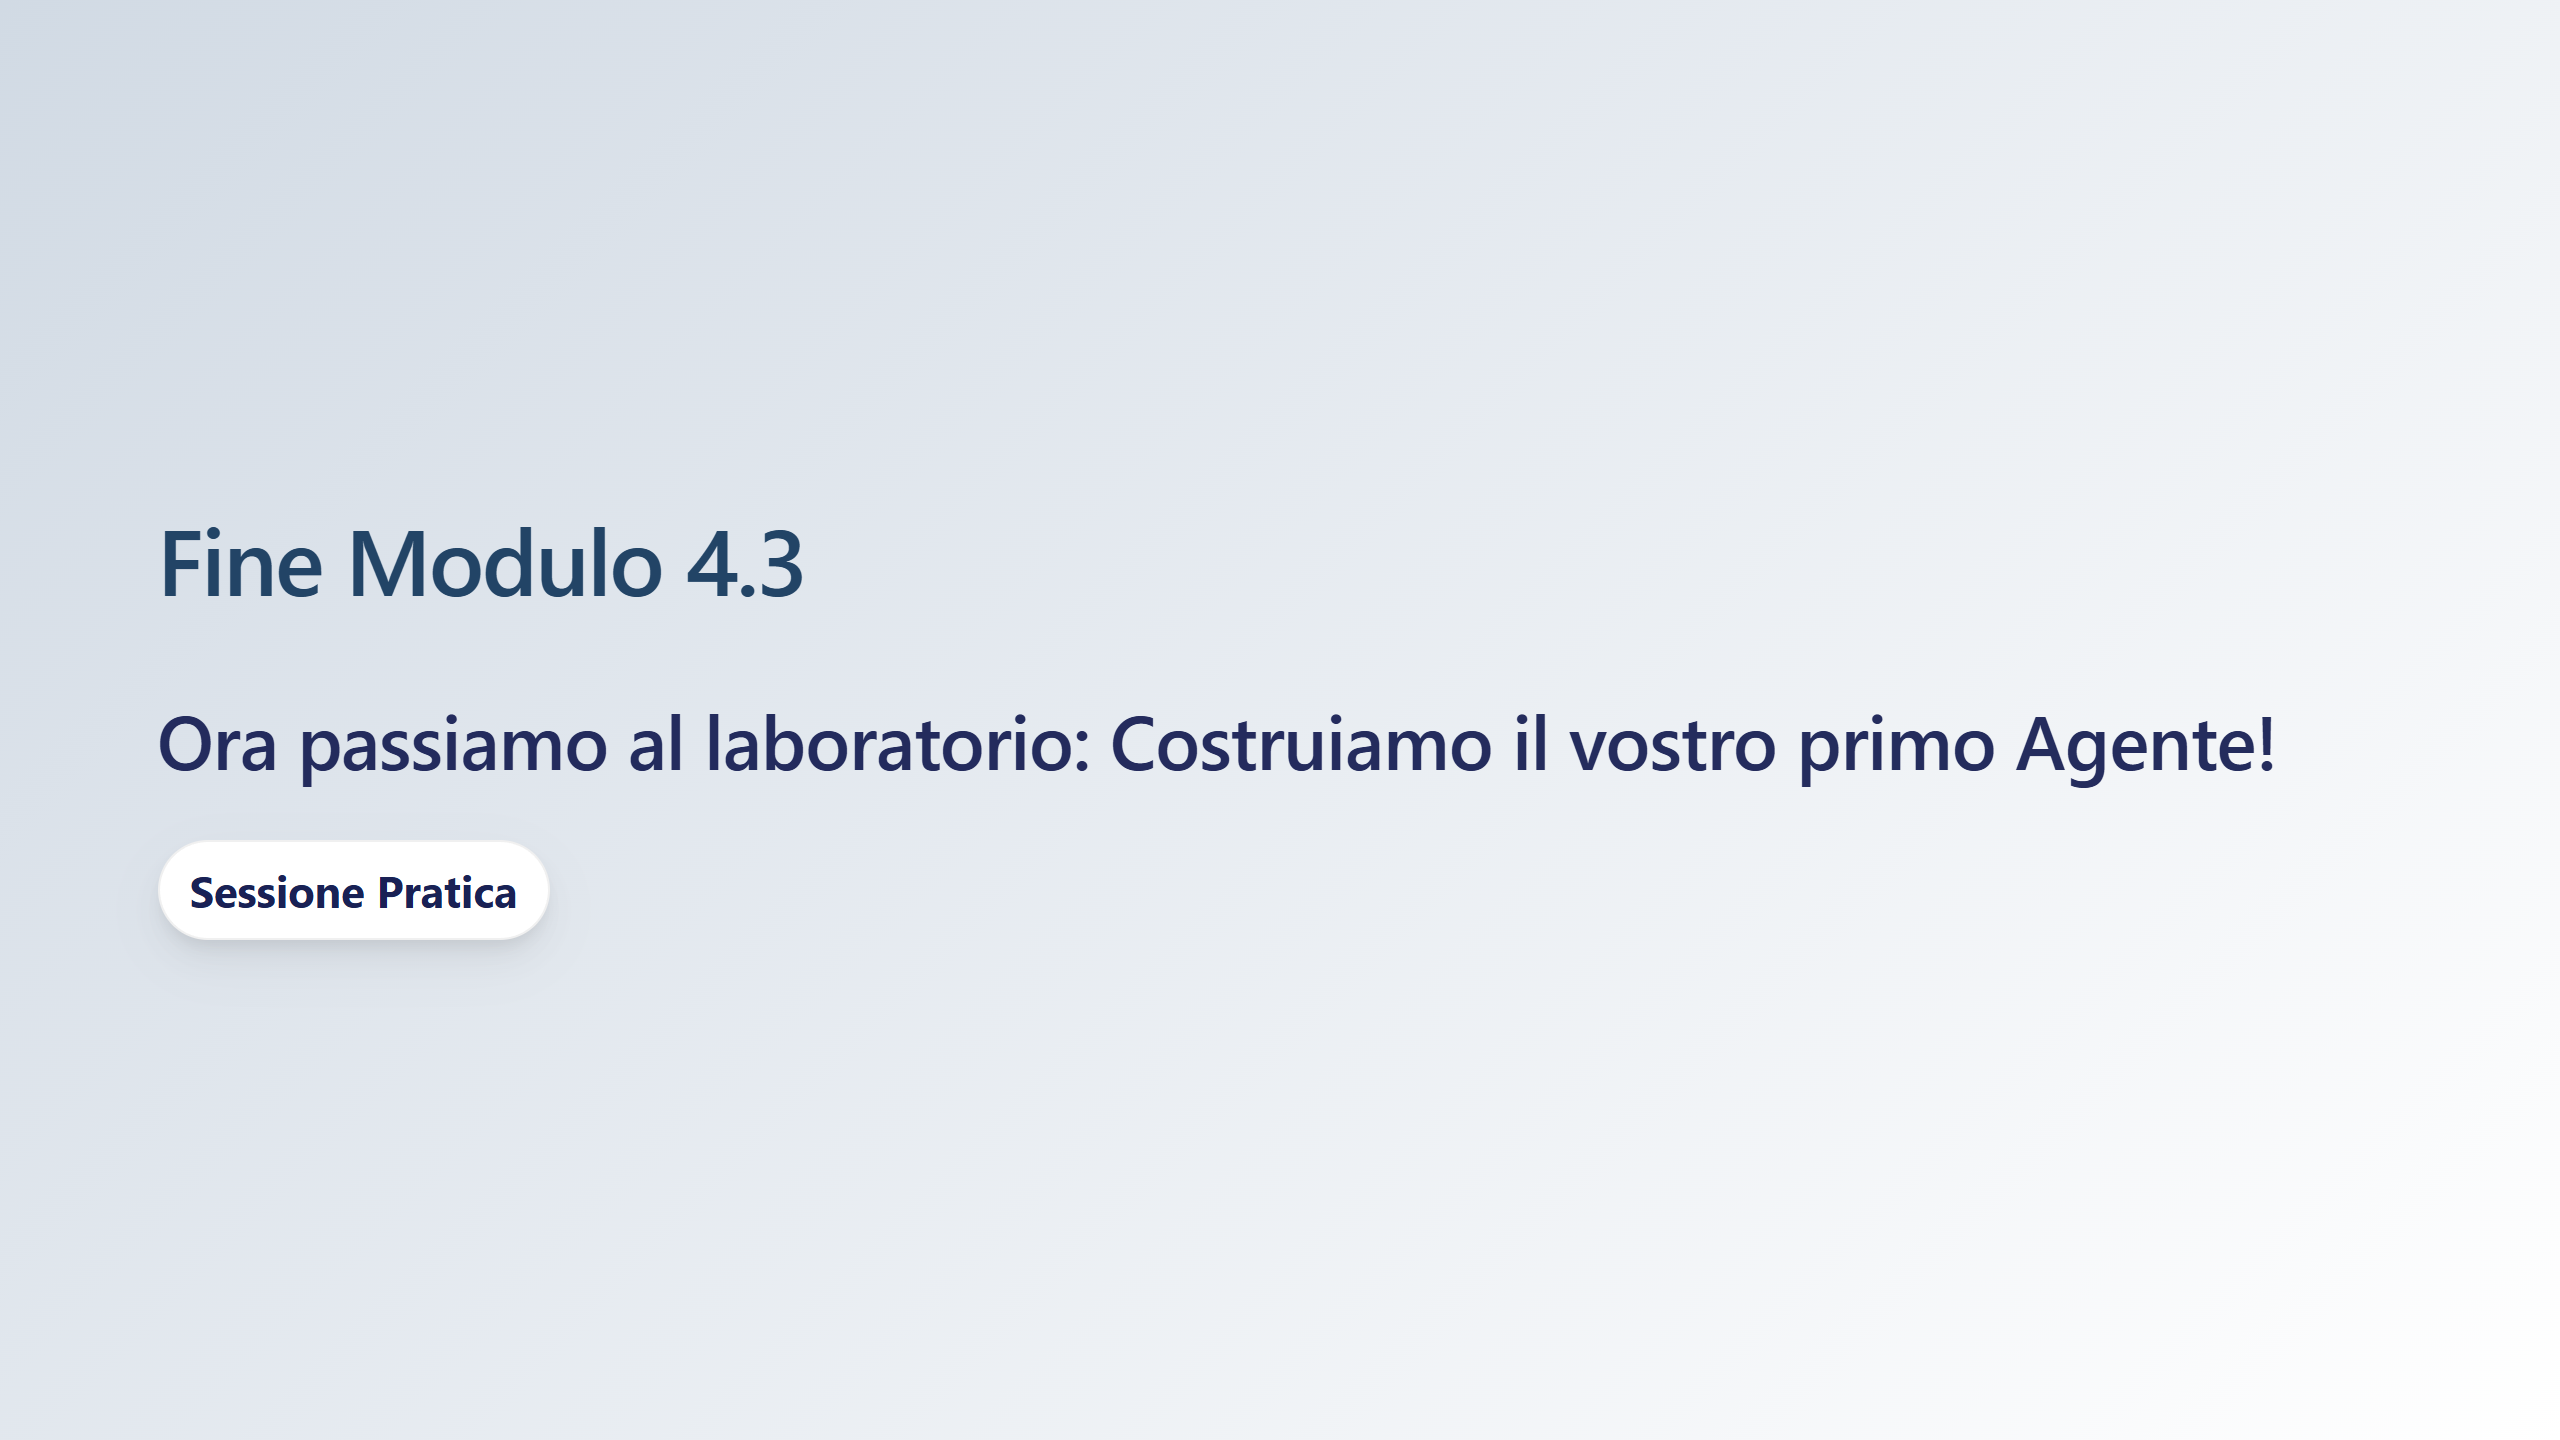 Fine Modulo 4.3
Ora passiamo al laboratorio: Costruiamo il vostro primo Agente!
Sessione Pratica